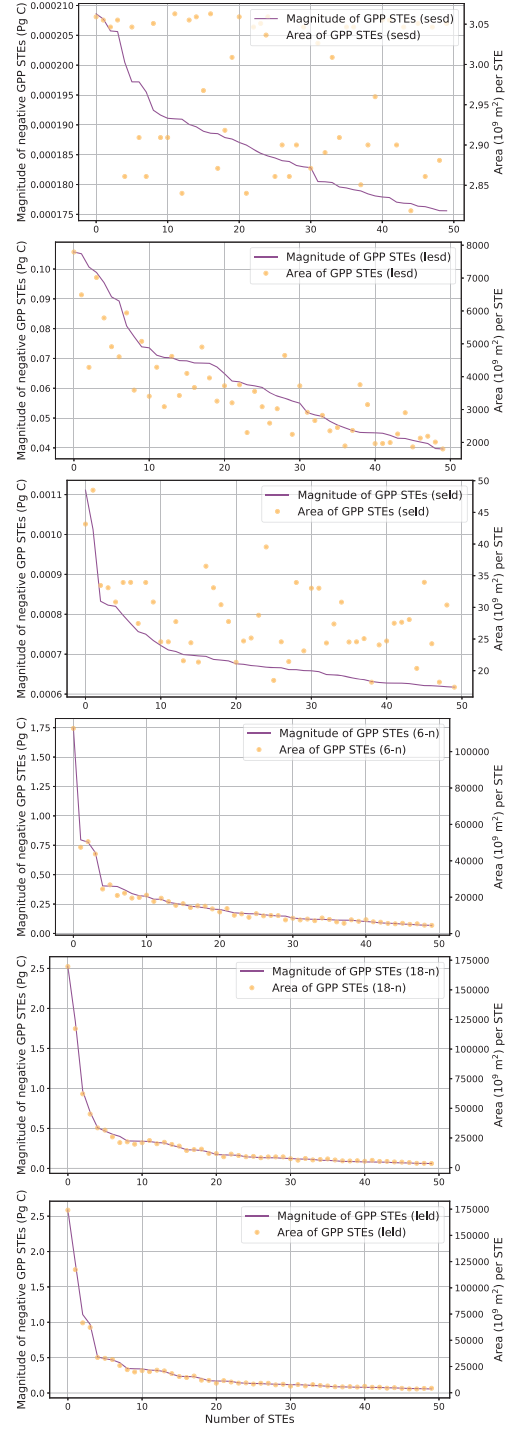 Magnitude of negative GPP STEs (Pg C)
0.000210
0.000205
0.000200
0.000195
0.000190
0.000185
0.000180
0.000175
Magnitude of GPP STEs (sesd)
Area of GPP STEs (sesd)
3.05
3.00
2.95
2.90
2.85
Area (10⁹ m²) per STE
0 10 20 30 40 50
Magnitude of negative GPP STEs (Pg C)
0.10
0.09
0.08
0.07
0.06
0.05
0.04
Magnitude of GPP STEs (lesd)
Area of GPP STEs (lesd)
8000
7000
6000
5000
4000
3000
2000
Area (10⁹ m²) per STE
0 10 20 30 40 50
Magnitude of negative GPP STEs (Pg C)
0.0011
0.0010
0.0009
0.0008
0.0007
0.0006
Magnitude of GPP STEs (seld)
Area of GPP STEs (seld)
50
45
40
35
30
25
20
Area (10⁹ m²) per STE
0 10 20 30 40 50
Magnitude of negative GPP STEs (Pg C)
1,75
1.50
1.25
1.00
0,75
0.50
0.25
0.00
Magnitude of GPP STEs (6-n)
Area of GPP STEs (6-n)
100000
80000
60000
40000
20000
0
Area (10⁹ m²) per STE
0 10 20 30 40 50
Magnitude of negative GPP STEs (Pg C)
2.5
2.0
1.5
1.0
0.5
0.0
Magnitude of GPP STEs (18-n)
Area of GPP STEs (18-n)
175000
150000
125000
100000
75000
50000
25000
0
Area (10⁹ m²) per STE
0 10 20 30 40 50
Magnitude of negative GPP STEs (Pg C)
2.5
2.0
1.5
1.0
0,5
0.0
Magnitude of GPP STEs (leld)
Area of GPP STEs (leld)
175000
150000
125000
100000
75000
50000
25000
0
Area (10⁹ m²) per STE
0 10 20 30 40 50
Number of STEs